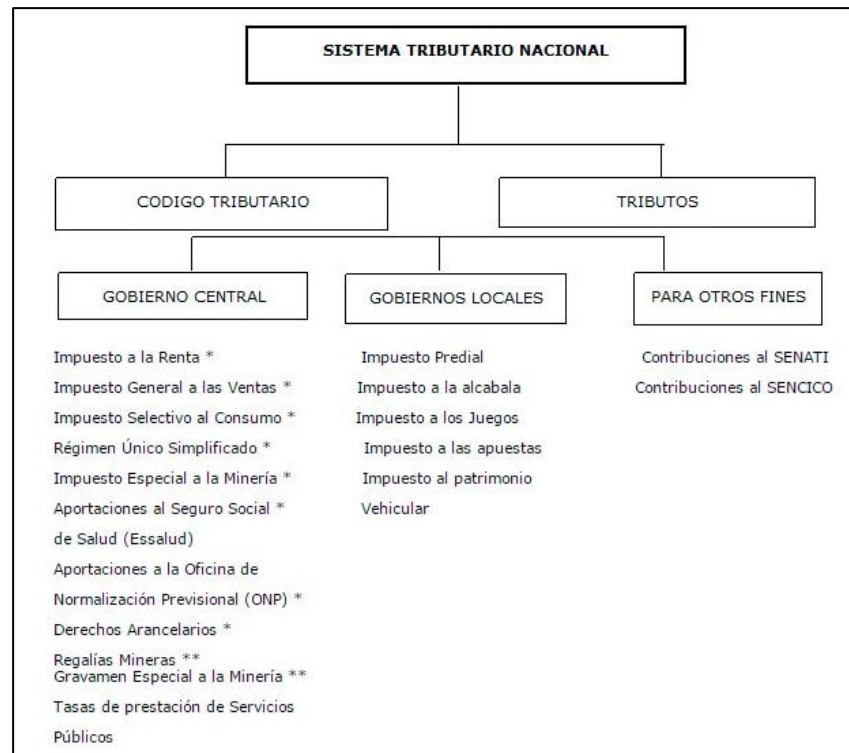 SISTEMA TRIBUTARIO NACIONAL
CODIGO TRIBUTARIO
TRIBUTOS
GOBIERNO CENTRAL
GOBIERNOS LOCALES
PARA OTROS FINES
Impuesto a la Renta *
Impuesto General a las Ventas *
Impuesto Selectivo al Consumo *
Régimen Único Simplificado *
Impuesto Especial a la Minería *
Aportaciones al Seguro Social *
de Salud (Essalud)
Aportaciones a la Oficina de
Normalización Previsional (ONP) *
Derechos Arancelarios *
Regalías Mineras **
Gravamen Especial a la Minería **
Tasas de prestación de Servicios
Públicos
Impuesto Predial
Impuesto a la alcabala
Impuesto a los Juegos
Impuesto a las apuestas
Impuesto al patrimonio
Vehicular
Contribuciones al SENATI
Contribuciones al SENCICO